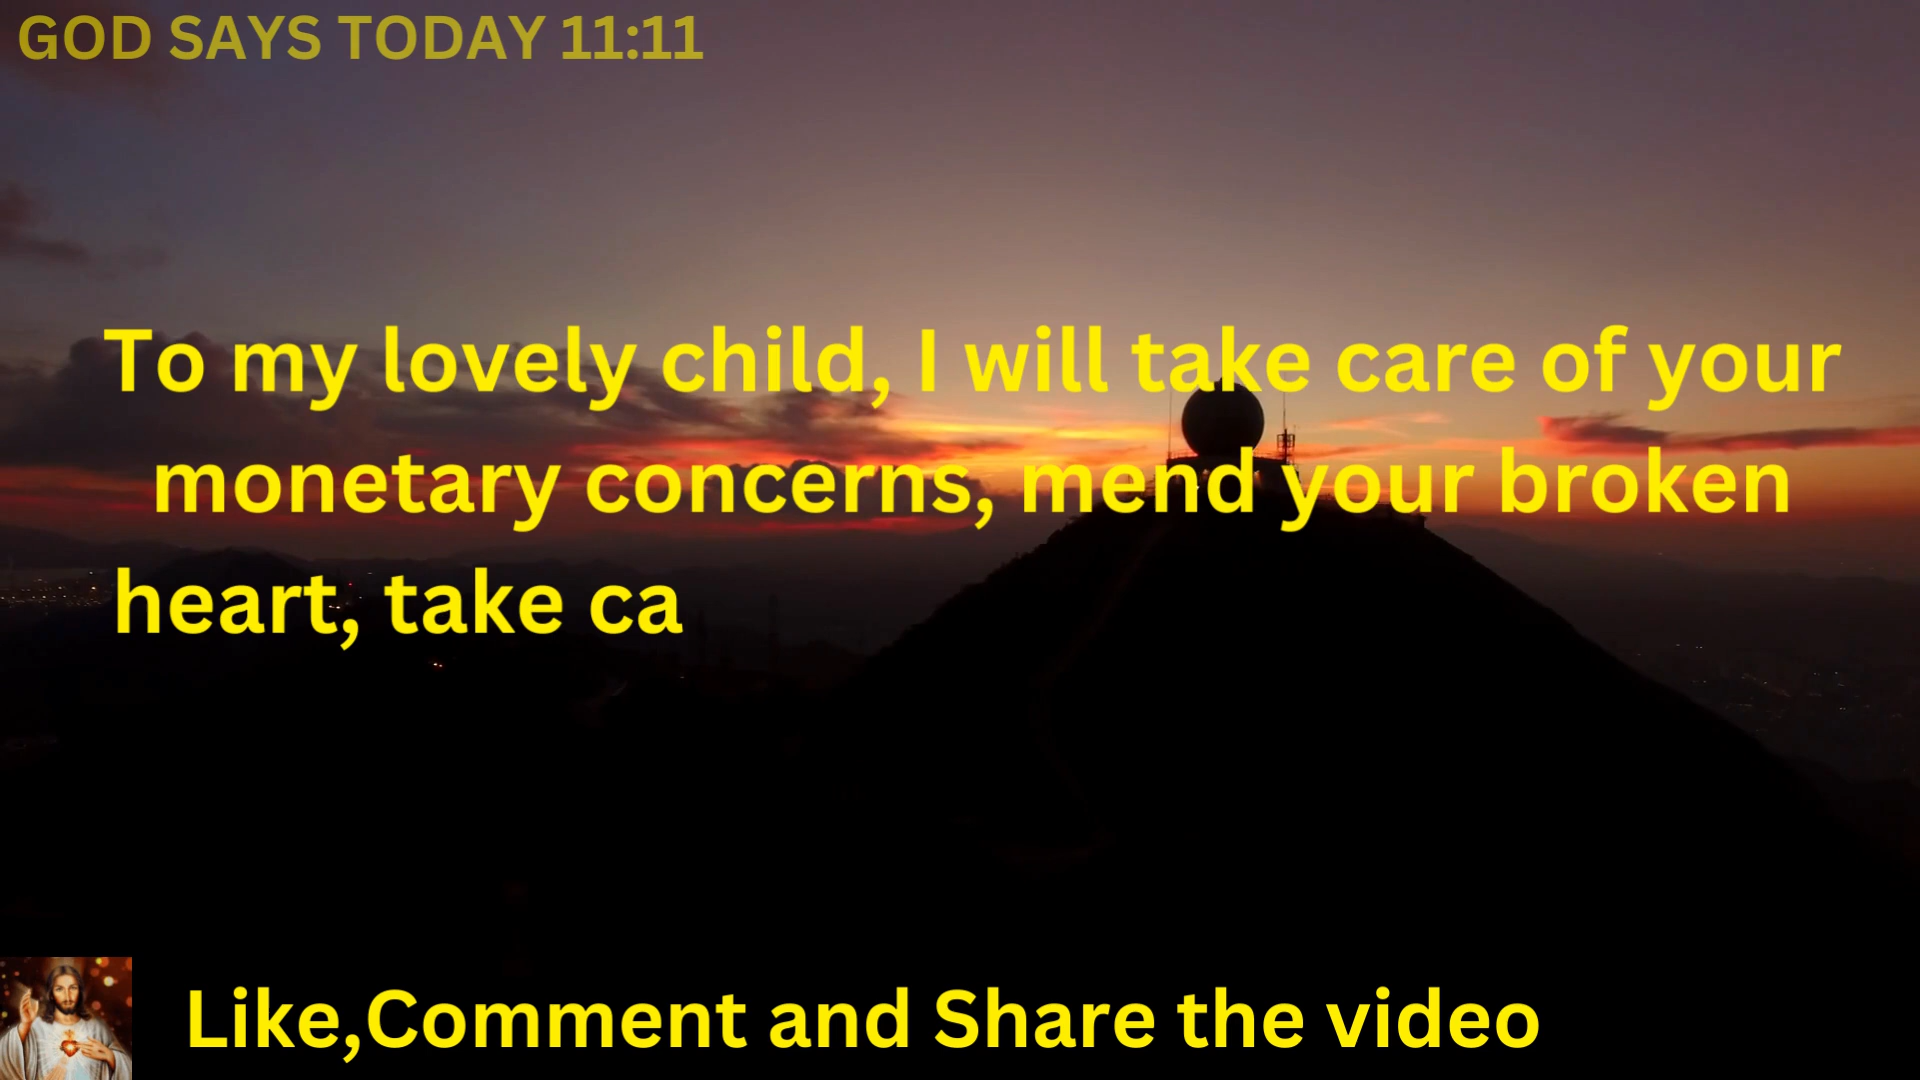 GOD SAYS TODAY 11:11
To my lovely child, I will take care of your
monetary concerns, mend your broken
heart, take ca
Like,Comment and Share the video